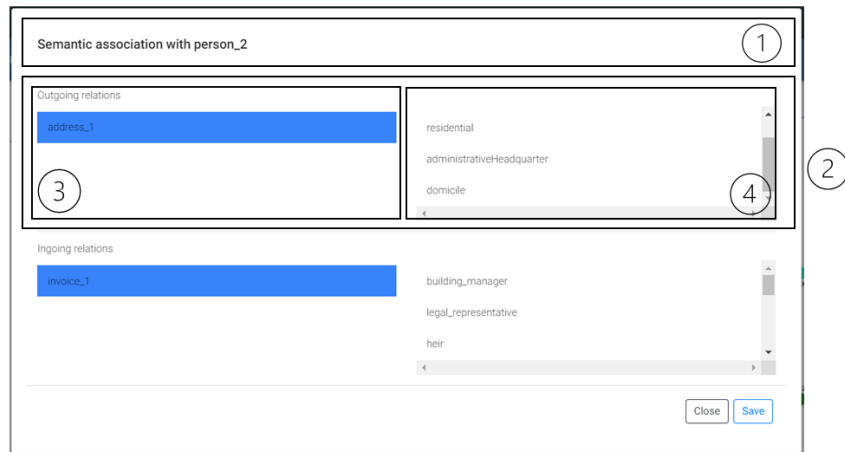 Semantic association with person_2
1
Outgoing relations
address_1
residential
administrativeHeadquarter
domicile
3
4
2
Ingoing relations
invoice_1
building_manager
legal_representative
heir
Close
Save